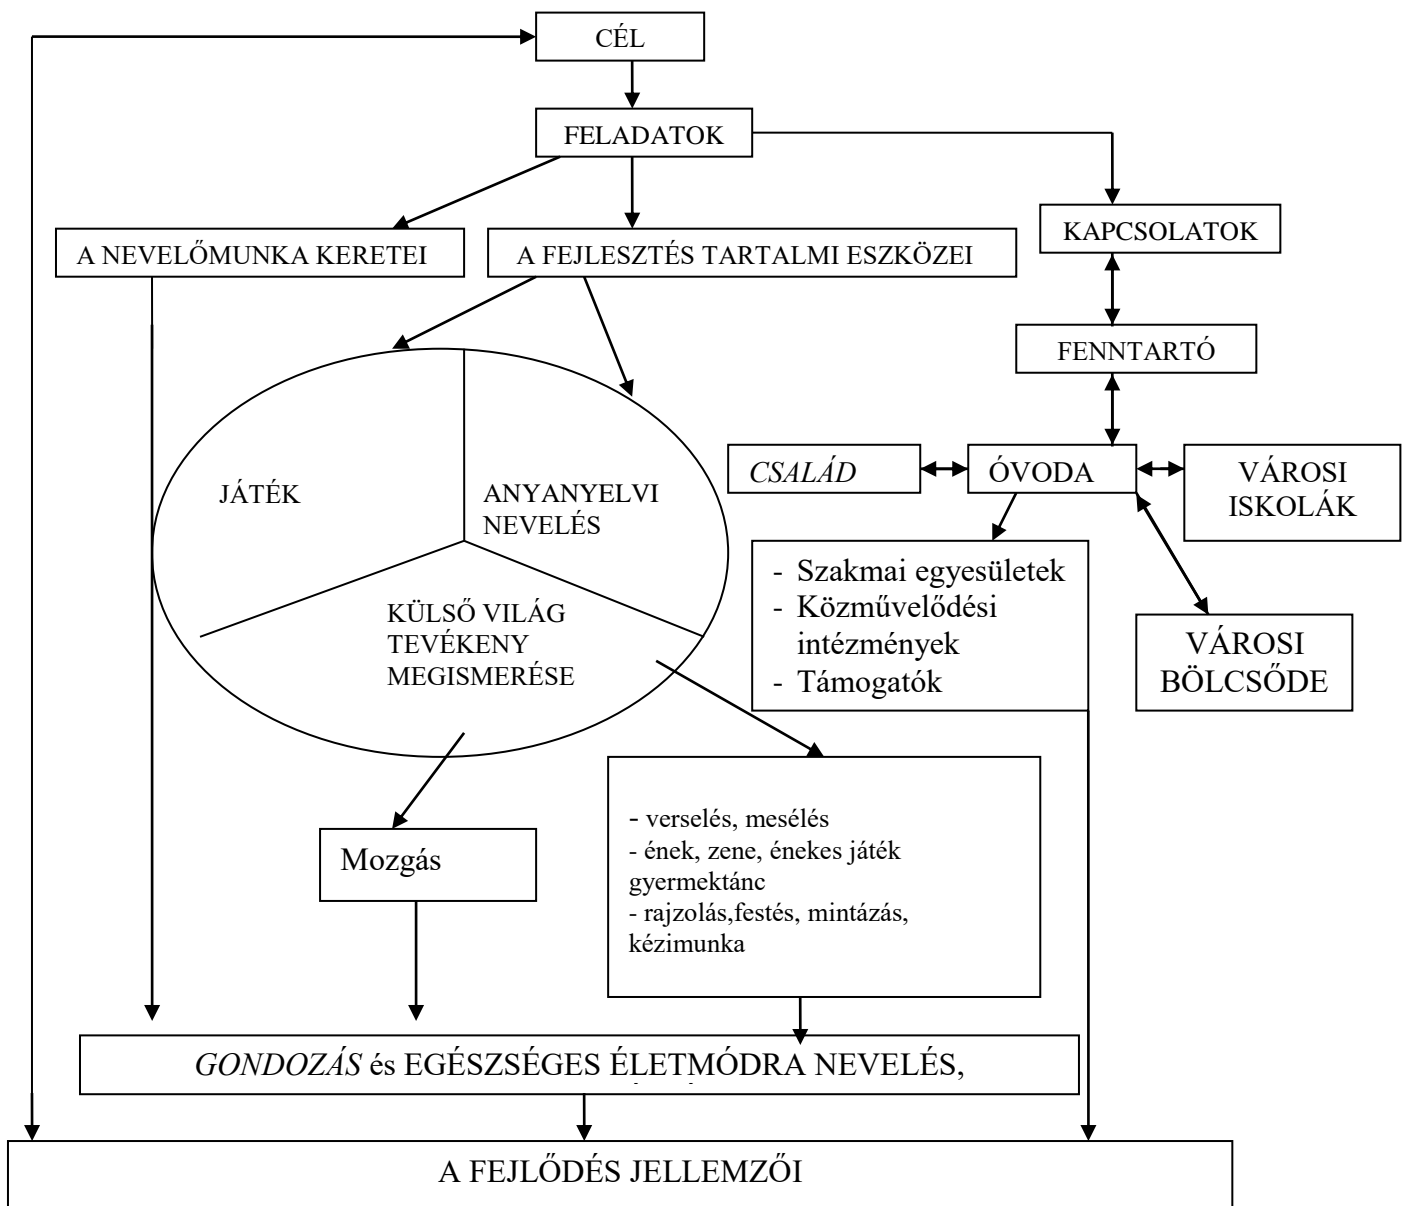 CÉL
FELADATOK
KAPCSOLATOK
A NEVELŐMUNKA KERETEI
A FEJLESZTÉS TARTALMI ESZKÖZEI
FENNTARTÓ
JÁTÉK
ANYANYELVI
NEVELÉS
KÜLSŐ VILÁG
TEVÉKENY
MEGISMERÉSE
CSALÁD
ÓVODA
VÁROSI
ISKOLÁK
- Szakmai egyesületek
- Közművelődési
intézmények
- Támogatók
VÁROSI
BÖLCSŐDE
Mozgás
- verselés, mesélés
- ének, zene, énekes játék
gyermektánc
- rajzolás,festés, mintázás,
kézimunka
GONDOZÁS és EGÉSZSÉGES ÉLETMÓDRA NEVELÉS,
A FEJLŐDÉS JELLEMZŐI